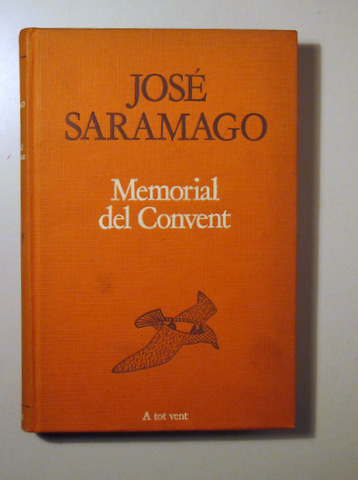 JOSÉ
SARAMAGO
Memorial
del Convent
A tot vent